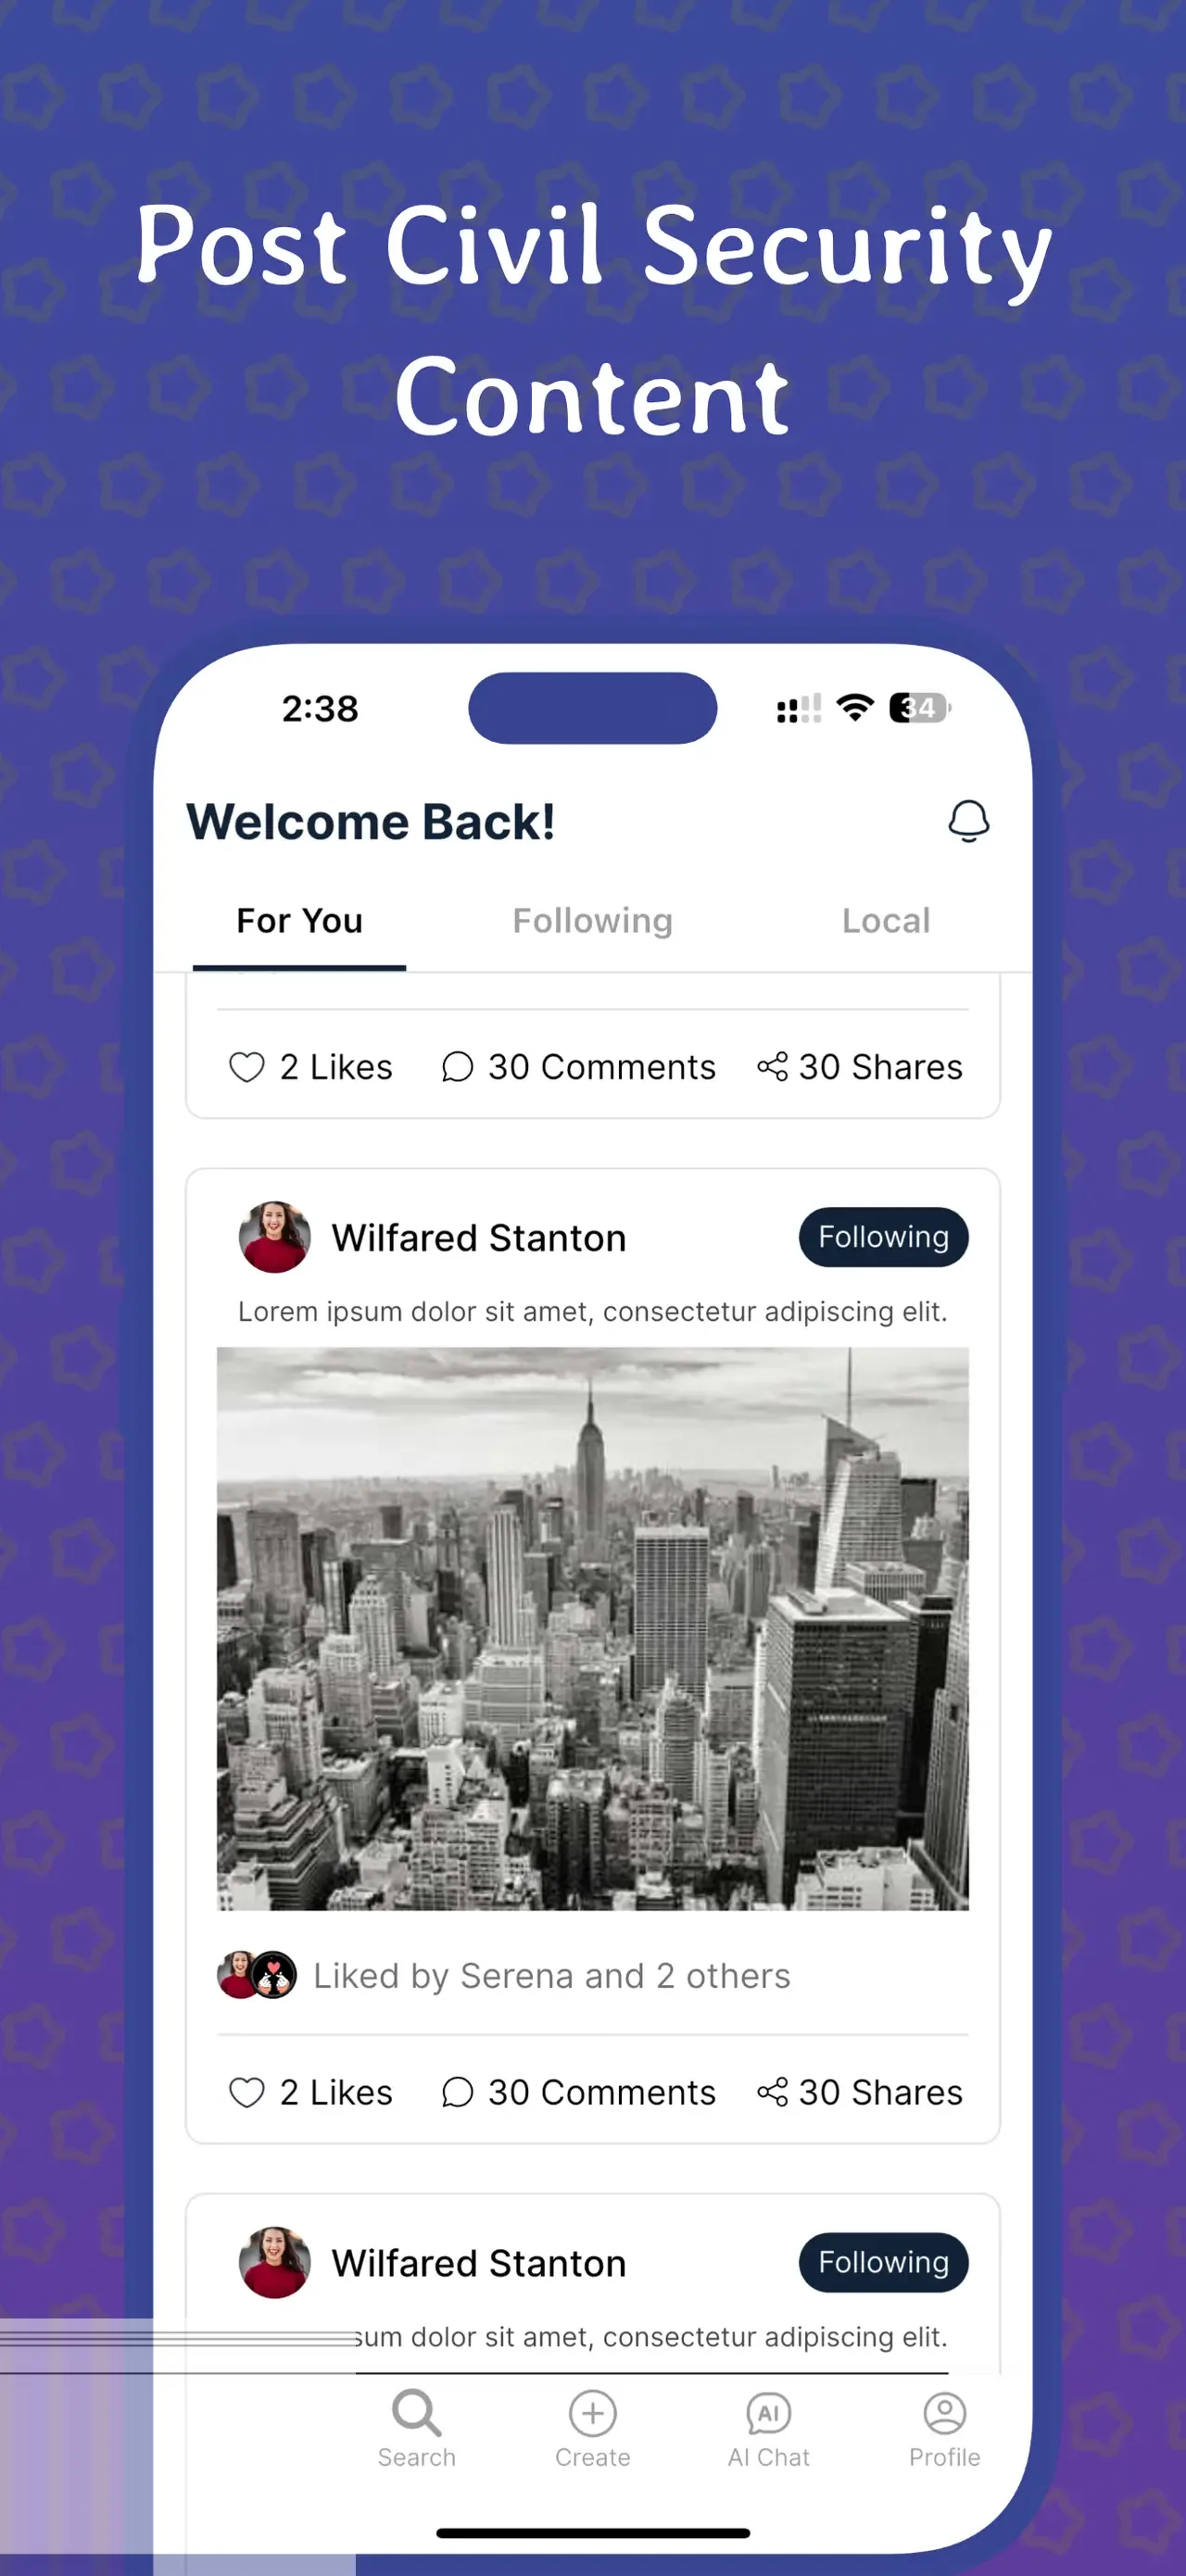 Post Civil Security
Content
2:38
34
Welcome Back!
For You Following Local
2 Likes 30 Comments 30 Shares
Wilfared Stanton Following
Lorem ipsum dolor sit amet, consectetur adipiscing elit.
Liked by Serena and 2 others
2 Likes 30 Comments 30 Shares
Wilfared Stanton Following
sum dolor sit amet, consectetur adipiscing elit.
AI
Search Create AI Chat Profile